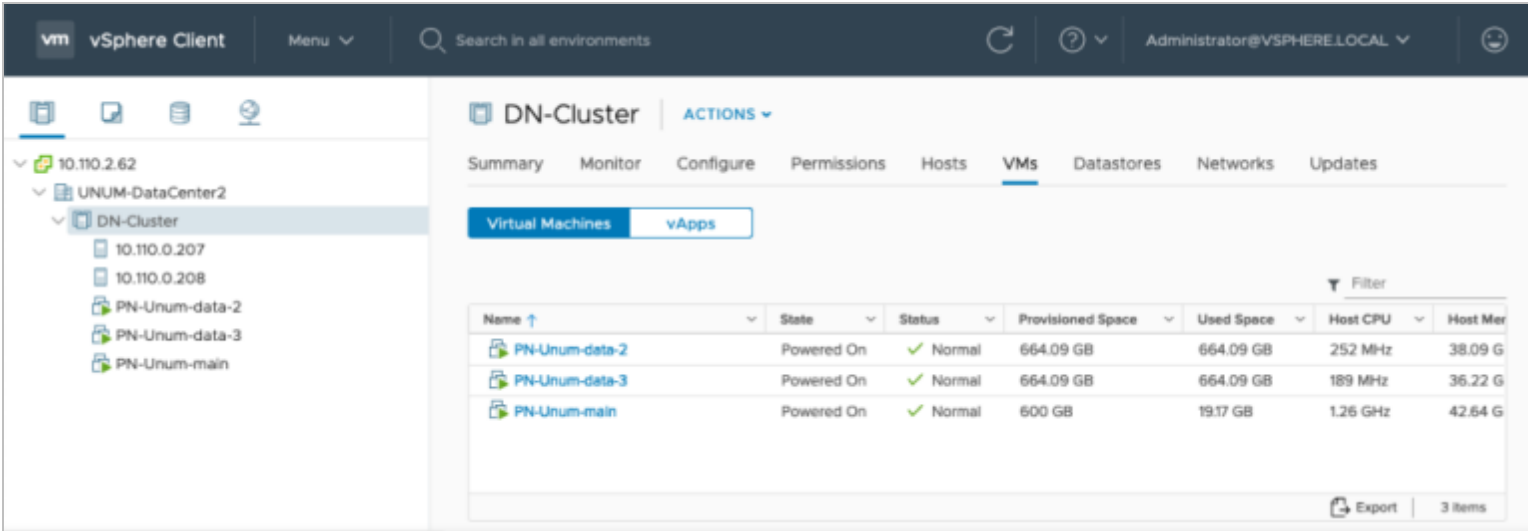 vm vSphere Client Menu Search in all environments Administrator@VSPHERE.LOCAL
DN-Cluster ACTIONS
Summary Monitor Configure Permissions Hosts VMs Datastores Networks Updates
10.110.2.62
UNUM-DataCenter2
DN-Cluster
10.110.0.207
10.110.0.208
PN-Unum-data-2
PN-Unum-data-3
PN-Unum-main
Virtual Machines vApps
Filter
Name State Status Provisioned Space Used Space Host CPU Host Mer
PN-Unum-data-2 Powered On Normal 664.09 GB 664.09 GB 252 MHz 38.09 G
PN-Unum-data-3 Powered On Normal 664.09 GB 664.09 GB 189 MHz 36.22 G
PN-Unum-main Powered On Normal 600 GB 19.17 GB 1.26 GHz 42.64 G
Export 3 items